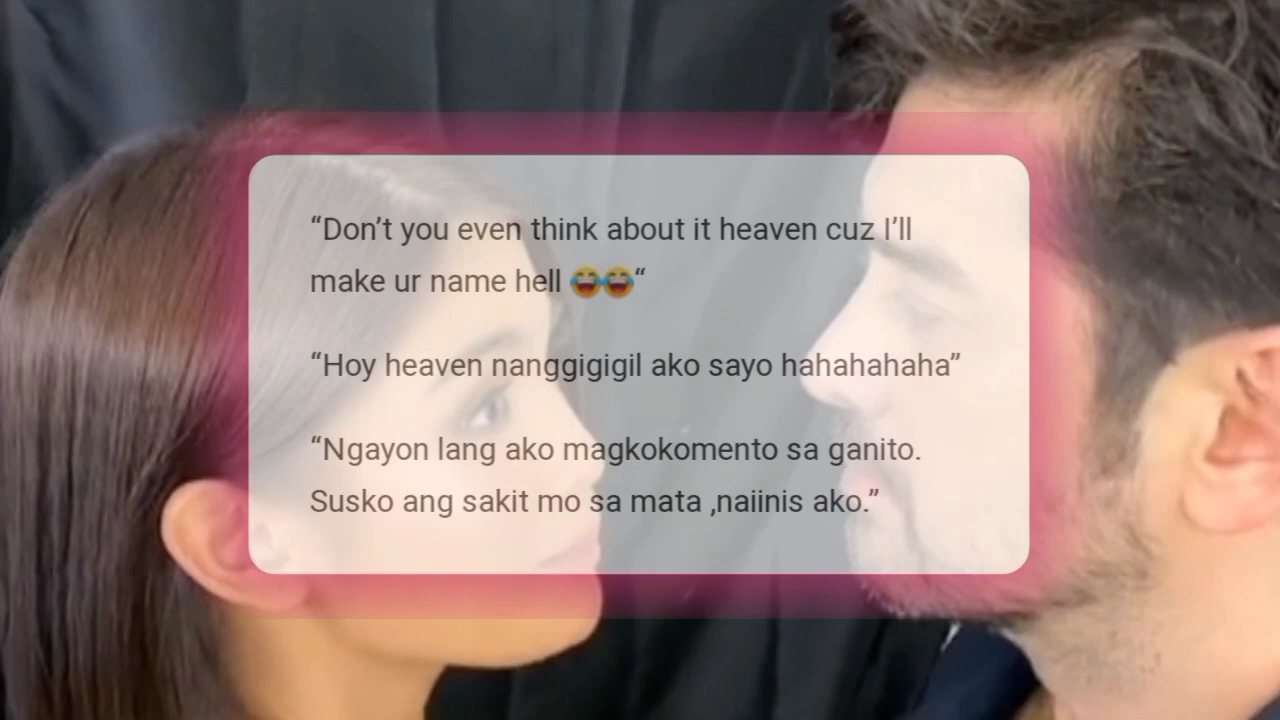 “Don’t you even think about it heaven cuz I’ll
make ur name hell 😂😂“
“Hoy heaven nanggigigil ako sayo hahahahaha”
“Ngayon lang ako magkokomento sa ganito.
Susko ang sakit mo sa mata ,naiinis ako.”